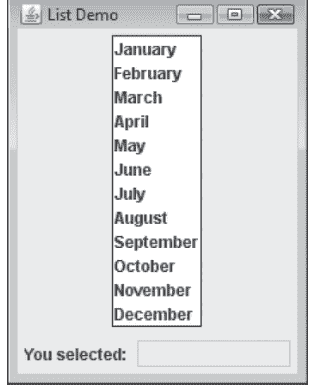 List Demo
January
February
March
April
May
June
July
August
September
October
November
December
You selected: